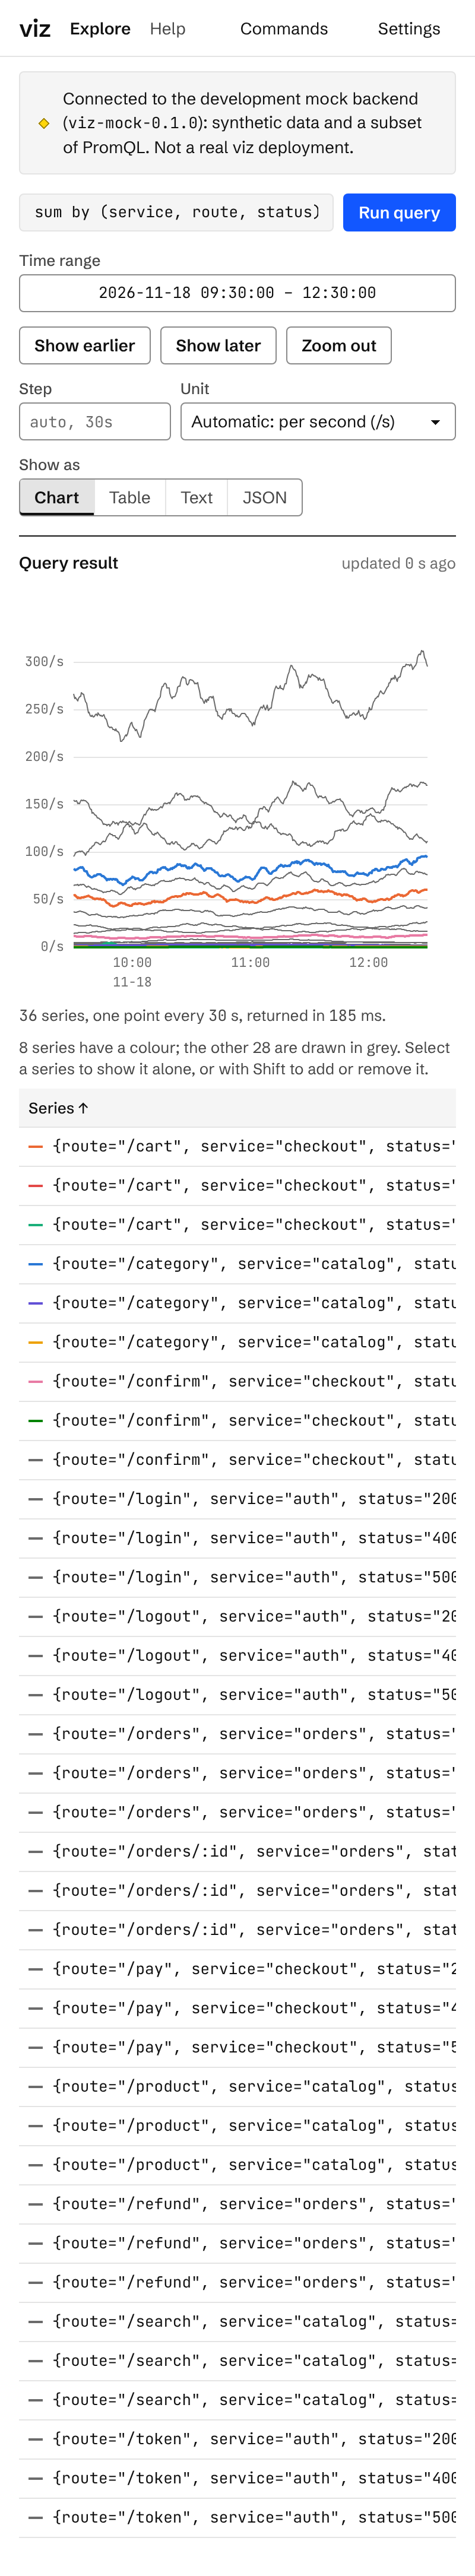 viz Explore Help Commands Settings
Connected to the development mock backend
(viz-mock-0.1.0): synthetic data and a subset
of PromQL. Not a real viz deployment.
sum by (service, route, status)
Run query
Time range
2026-11-18 09:30:00 – 12:30:00
Show earlier
Show later
Zoom out
Step
Unit
auto, 30s
Automatic: per second (/s)
Show as
Chart
Table
Text
JSON
Query result
updated 0 s ago
300/s
250/s
200/s
150/s
100/s
50/s
0/s
10:00
11-18
11:00
12:00
36 series, one point every 30 s, returned in 185 ms.
8 series have a colour; the other 28 are drawn in grey. Select
a series to show it alone, or with Shift to add or remove it.
Series ↑
{route="/cart", service="checkout", status="
{route="/cart", service="checkout", status="
{route="/cart", service="checkout", status="
{route="/category", service="catalog", statu
{route="/category", service="catalog", statu
{route="/category", service="catalog", statu
{route="/confirm", service="checkout", statu
{route="/confirm", service="checkout", statu
{route="/confirm", service="checkout", statu
{route="/login", service="auth", status="200
{route="/login", service="auth", status="400
{route="/login", service="auth", status="500
{route="/logout", service="auth", status="20
{route="/logout", service="auth", status="40
{route="/logout", service="auth", status="50
{route="/orders", service="orders", status="
{route="/orders", service="orders", status="
{route="/orders", service="orders", status="
{route="/orders/:id", service="orders", stat
{route="/orders/:id", service="orders", stat
{route="/orders/:id", service="orders", stat
{route="/pay", service="checkout", status="2
{route="/pay", service="checkout", status="4
{route="/pay", service="checkout", status="5
{route="/product", service="catalog", status
{route="/product", service="catalog", status
{route="/product", service="catalog", status
{route="/refund", service="orders", status="
{route="/refund", service="orders", status="
{route="/refund", service="orders", status="
{route="/search", service="catalog", status=
{route="/search", service="catalog", status=
{route="/search", service="catalog", status=
{route="/token", service="auth", status="200
{route="/token", service="auth", status="400
{route="/token", service="auth", status="500